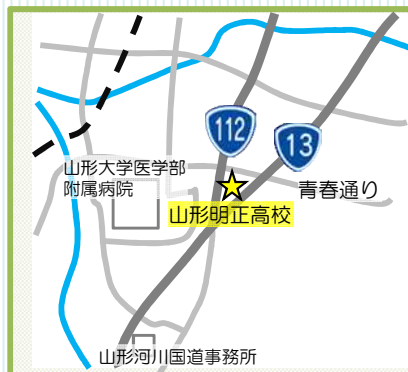 112
13
山形大学医学部
附属病院
青春通り
山形明正高校
山形河川国道事務所